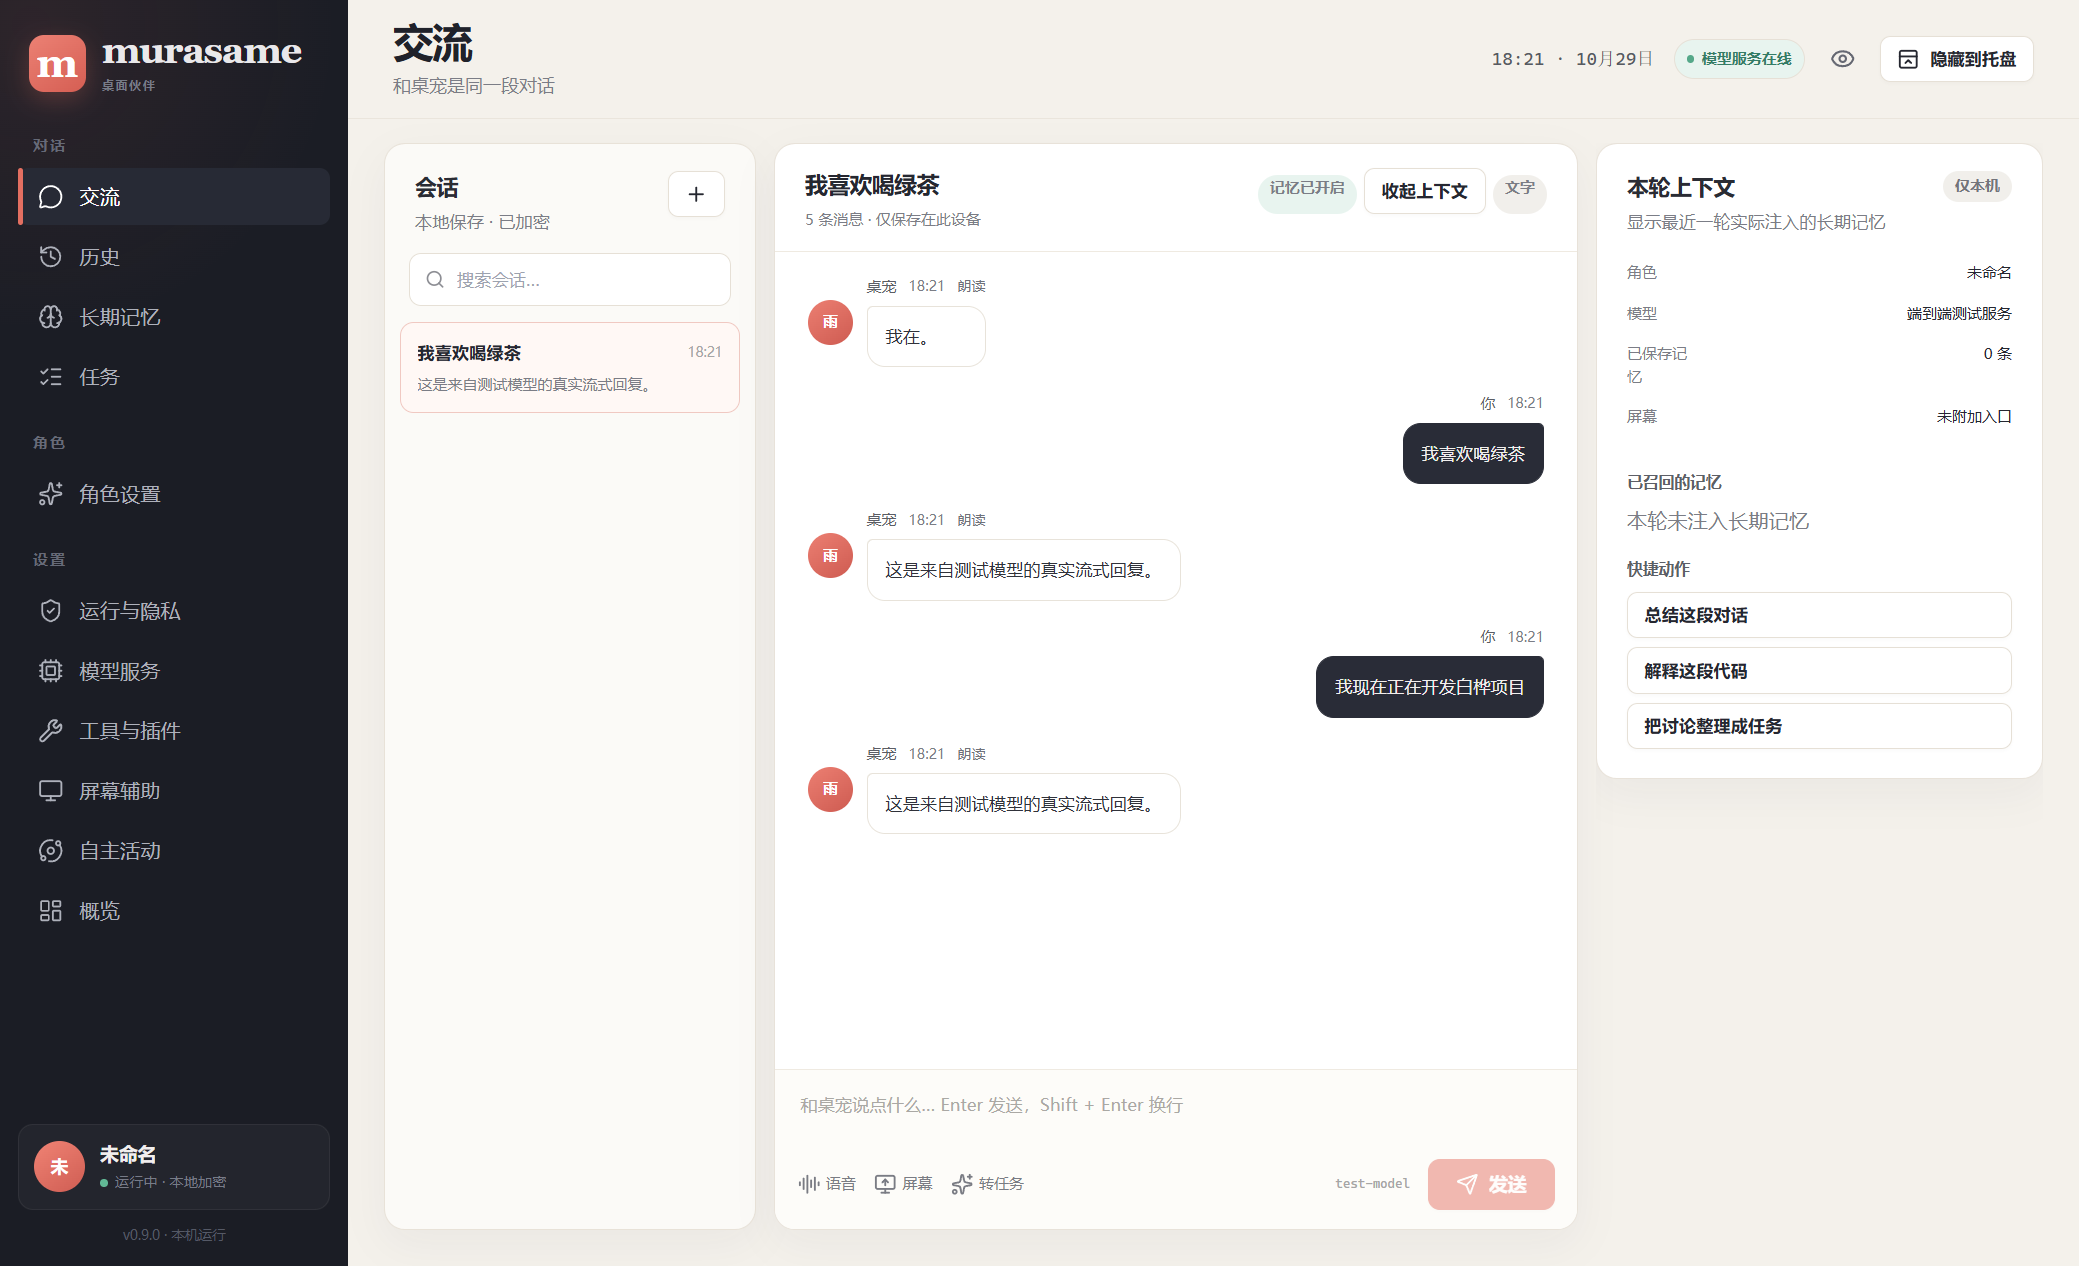 m murasame
桌面伙伴
对话
交流
历史
长期记忆
任务
角色
角色设置
设置
运行与隐私
模型服务
工具与插件
屏幕辅助
自主活动
概览
未 未命名
运行中 · 本地加密
v0.9.0 · 本机运行
交流
和桌宠是同一段对话
18:21 · 10月29日
模型服务在线
隐藏到托盘
会话
本地保存 · 已加密
搜索会话...
我喜欢喝绿茶 18:21
这是来自测试模型的真实流式回复。
我喜欢喝绿茶
5 条消息 · 仅保存在此设备
记忆已开启
收起上下文
文字
桌宠 18:21 朗读
雨 我在。
你 18:21
我喜欢喝绿茶
桌宠 18:21 朗读
雨 这是来自测试模型的真实流式回复。
你 18:21
我现在正在开发白桦项目
桌宠 18:21 朗读
雨 这是来自测试模型的真实流式回复。
和桌宠说点什么... Enter 发送，Shift + Enter 换行
语音 屏幕 转任务 test-model 发送
本轮上下文 仅本机
显示最近一轮实际注入的长期记忆
角色 未命名
模型 端到端测试服务
已保存记 0 条
忆
屏幕 未附加入口
已召回的记忆
本轮未注入长期记忆
快捷动作
总结这段对话
解释这段代码
把讨论整理成任务